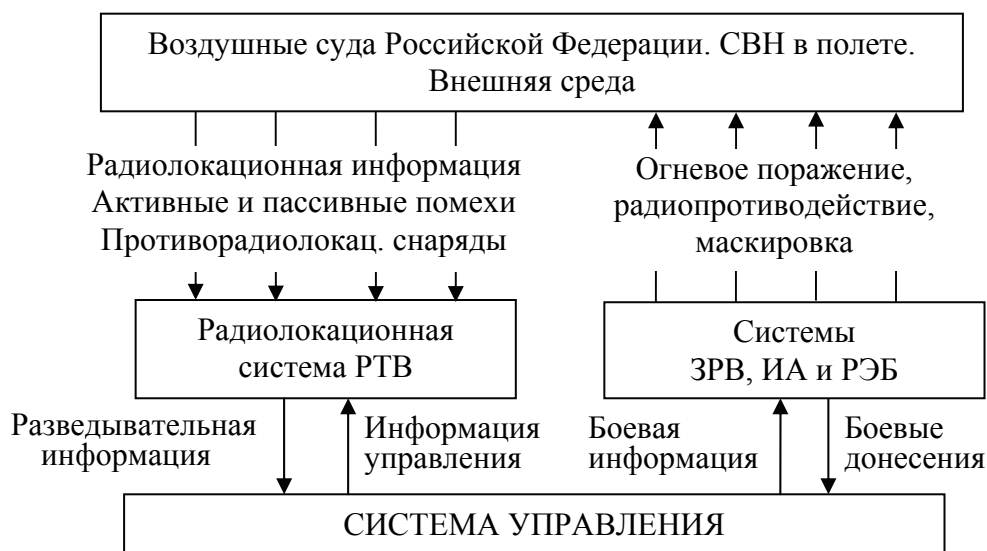 Воздушные суда Российской Федерации. СВН в полете.
Внешняя среда
Радиолокационная информация
Активные и пассивные помехи
Противорадиолокац. снаряды
Огневое поражение,
радиопротиводействие,
маскировка
Радиолокационная
система РТВ
Системы
ЗРВ, ИА и РЭБ
Разведывательная
информация
Информация
управления
Боевая
информация
Боевые
донесения
СИСТЕМА УПРАВЛЕНИЯ